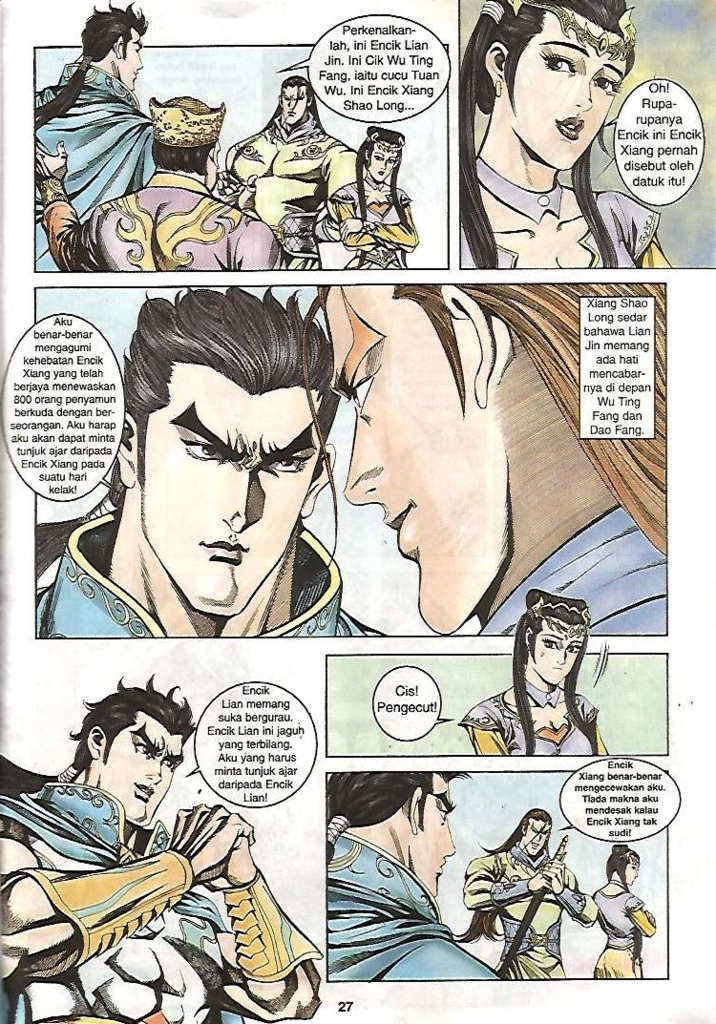 Perkenalkan-
lah, ini Encik Lian
Jin. Ini Cik Wu Ting
Fang, iaitu cucu Tuan
Wu. Ini Encik Xiang
Shao Long...
Oh!
Rupa-
rupanya
Encik ini Encik
Xiang pernah
disebut oleh
datuk itu!
Aku
benar-benar
mengagumi
kehebatan Encik
Xiang yang telah
berjaya menewaskan
800 orang penyamun
berkuda dengan ber-
seorangan. Aku harap
aku akan dapat minta
tunjuk ajar daripada
Encik Xiang pada
suatu hari
kelak!
Xiang Shao
Long sedar
bahawa Lian
Jin memang
ada hati
mencabar-
nya di depan
Wu Ting
Fang dan
Dao Fang.
Encik
Lian memang
suka bergurau.
Encik Lian ini jaguh
yang terbilang.
Aku yang harus
minta tunjuk ajar
daripada Encik
Lian!
Cis!
Pengecut!
Encik
Xiang benar-benar
mengecewakan aku.
Tiada makna aku
mendesak kalau
Encik Xiang tak
sudi!
27